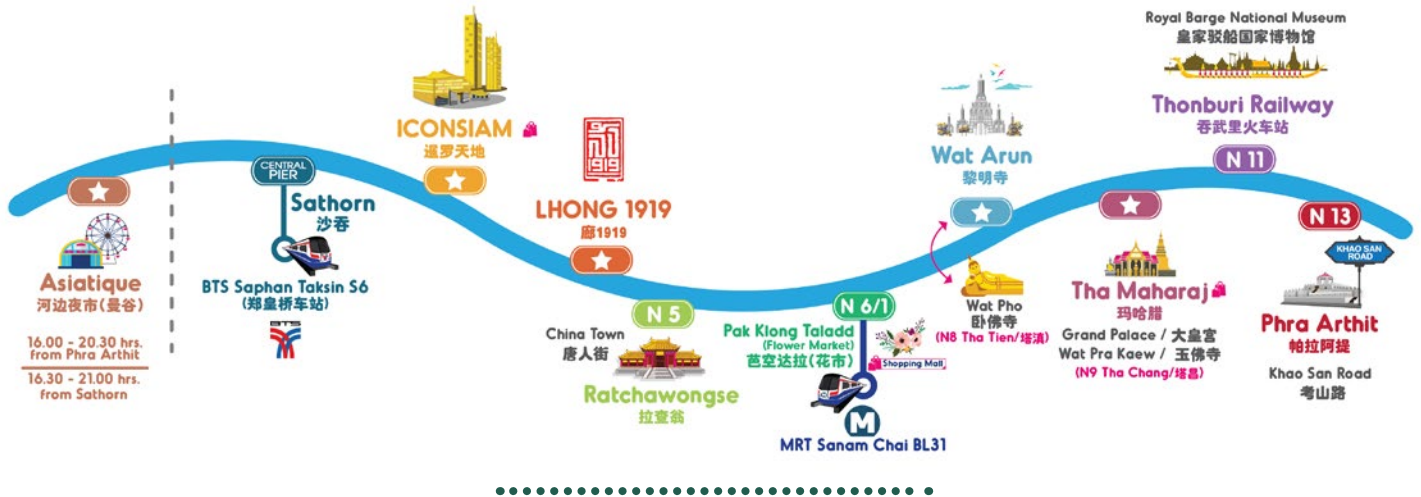 Asiatique
河边夜市(曼谷)
16.00 - 20.30 hrs.
from Phra Arthit
16.30 - 21.00 hrs.
from Sathorn
CENTRAL
PIER
Sathorn
沙吞
BTS Saphan Taksin S6
(郑皇桥车站)
ICONSIAM
暹罗天地
1919
LHONG 1919
廊1919
N 5
China Town
唐人街
Ratchawongse
拉查翁
N 6/1
Pak Klong Taladd
(Flower Market)
芭空达拉(花市)
Shopping Mall
M
MRT Sanam Chai BL31
Wat Arun
黎明寺
Wat Pho
卧佛寺
(N8 Tha Tien/塔滇)
Tha Maharaj
玛哈腊
Grand Palace / 大皇宫
Wat Pra Kaew / 玉佛寺
(N9 Tha Chang/塔昌)
Royal Barge National Museum
皇家驳船国家博物馆
Thonburi Railway
吞武里火车站
N 11
N 13
KHAO SAN
ROAD
Phra Arthit
帕拉阿提
Khao San Road
考山路